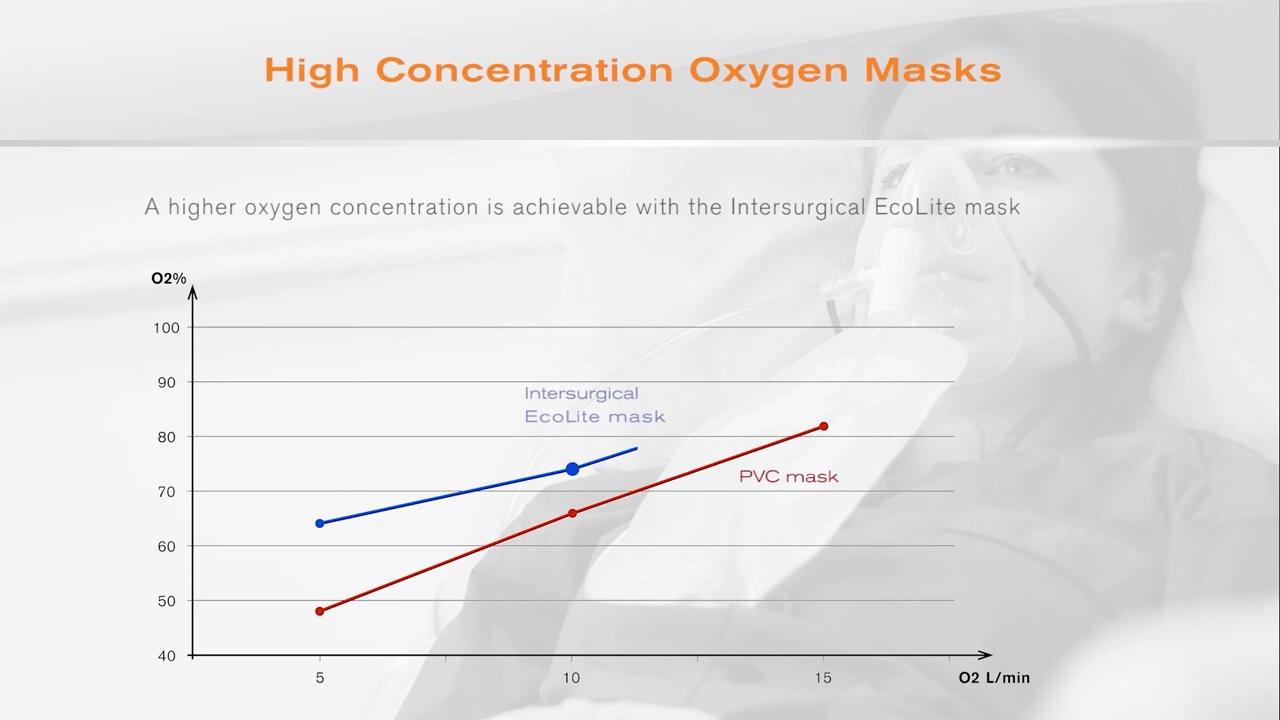 High Concentration Oxygen Masks
A higher oxygen concentration is achievable with the Intersurgical EcoLite mask
O2%
100
90
Intersurgical
EcoLite mask
80
PVC mask
70
60
50
40
5 10 15 O2 L/min